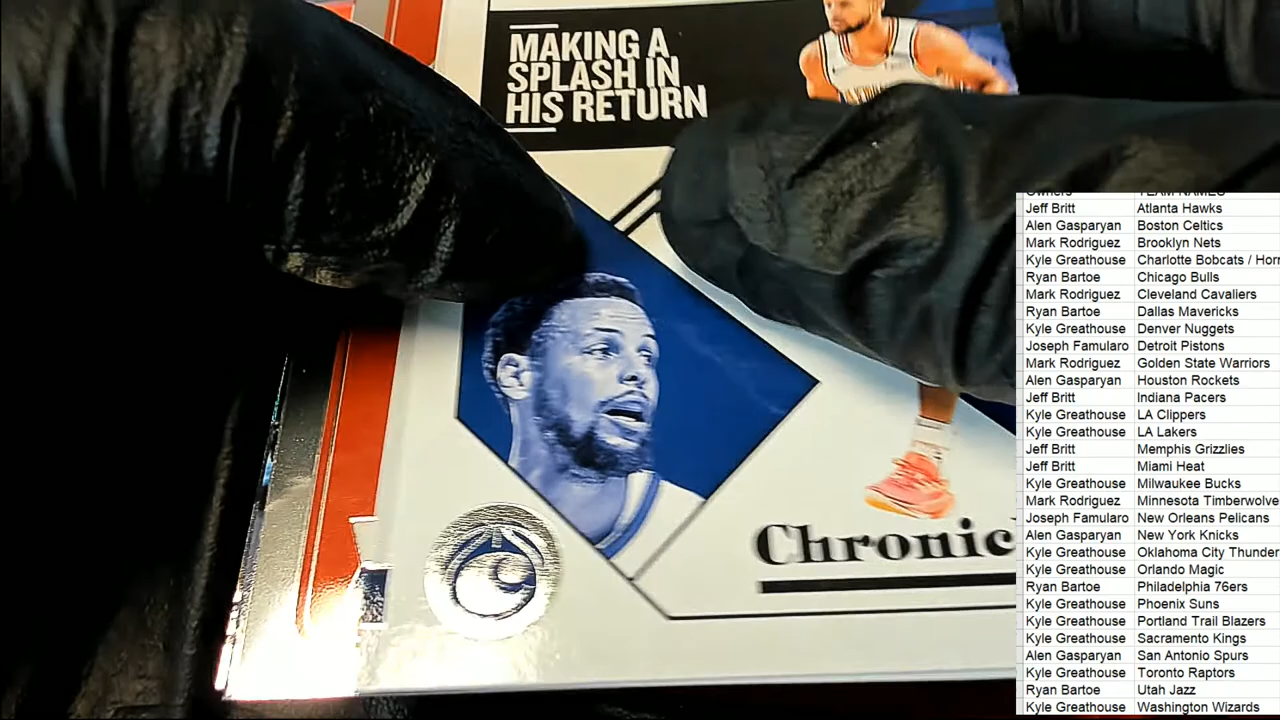 MAKING A
SPLASH IN
HIS RETURN
Chronic
Owners TEAM NAMES
Jeff Britt Atlanta Hawks
Alen Gasparyan Boston Celtics
Mark Rodriguez Brooklyn Nets
Kyle Greathouse Charlotte Bobcats / Horn
Ryan Bartoe Chicago Bulls
Mark Rodriguez Cleveland Cavaliers
Ryan Bartoe Dallas Mavericks
Kyle Greathouse Denver Nuggets
Joseph Famularo Detroit Pistons
Mark Rodriguez Golden State Warriors
Alen Gasparyan Houston Rockets
Jeff Britt Indiana Pacers
Kyle Greathouse LA Clippers
Kyle Greathouse LA Lakers
Jeff Britt Memphis Grizzlies
Jeff Britt Miami Heat
Kyle Greathouse Milwaukee Bucks
Mark Rodriguez Minnesota Timberwolve
Joseph Famularo New Orleans Pelicans
Alen Gasparyan New York Knicks
Kyle Greathouse Oklahoma City Thunder
Kyle Greathouse Orlando Magic
Ryan Bartoe Philadelphia 76ers
Kyle Greathouse Phoenix Suns
Kyle Greathouse Portland Trail Blazers
Kyle Greathouse Sacramento Kings
Alen Gasparyan San Antonio Spurs
Kyle Greathouse Toronto Raptors
Ryan Bartoe Utah Jazz
Kyle Greathouse Washington Wizards